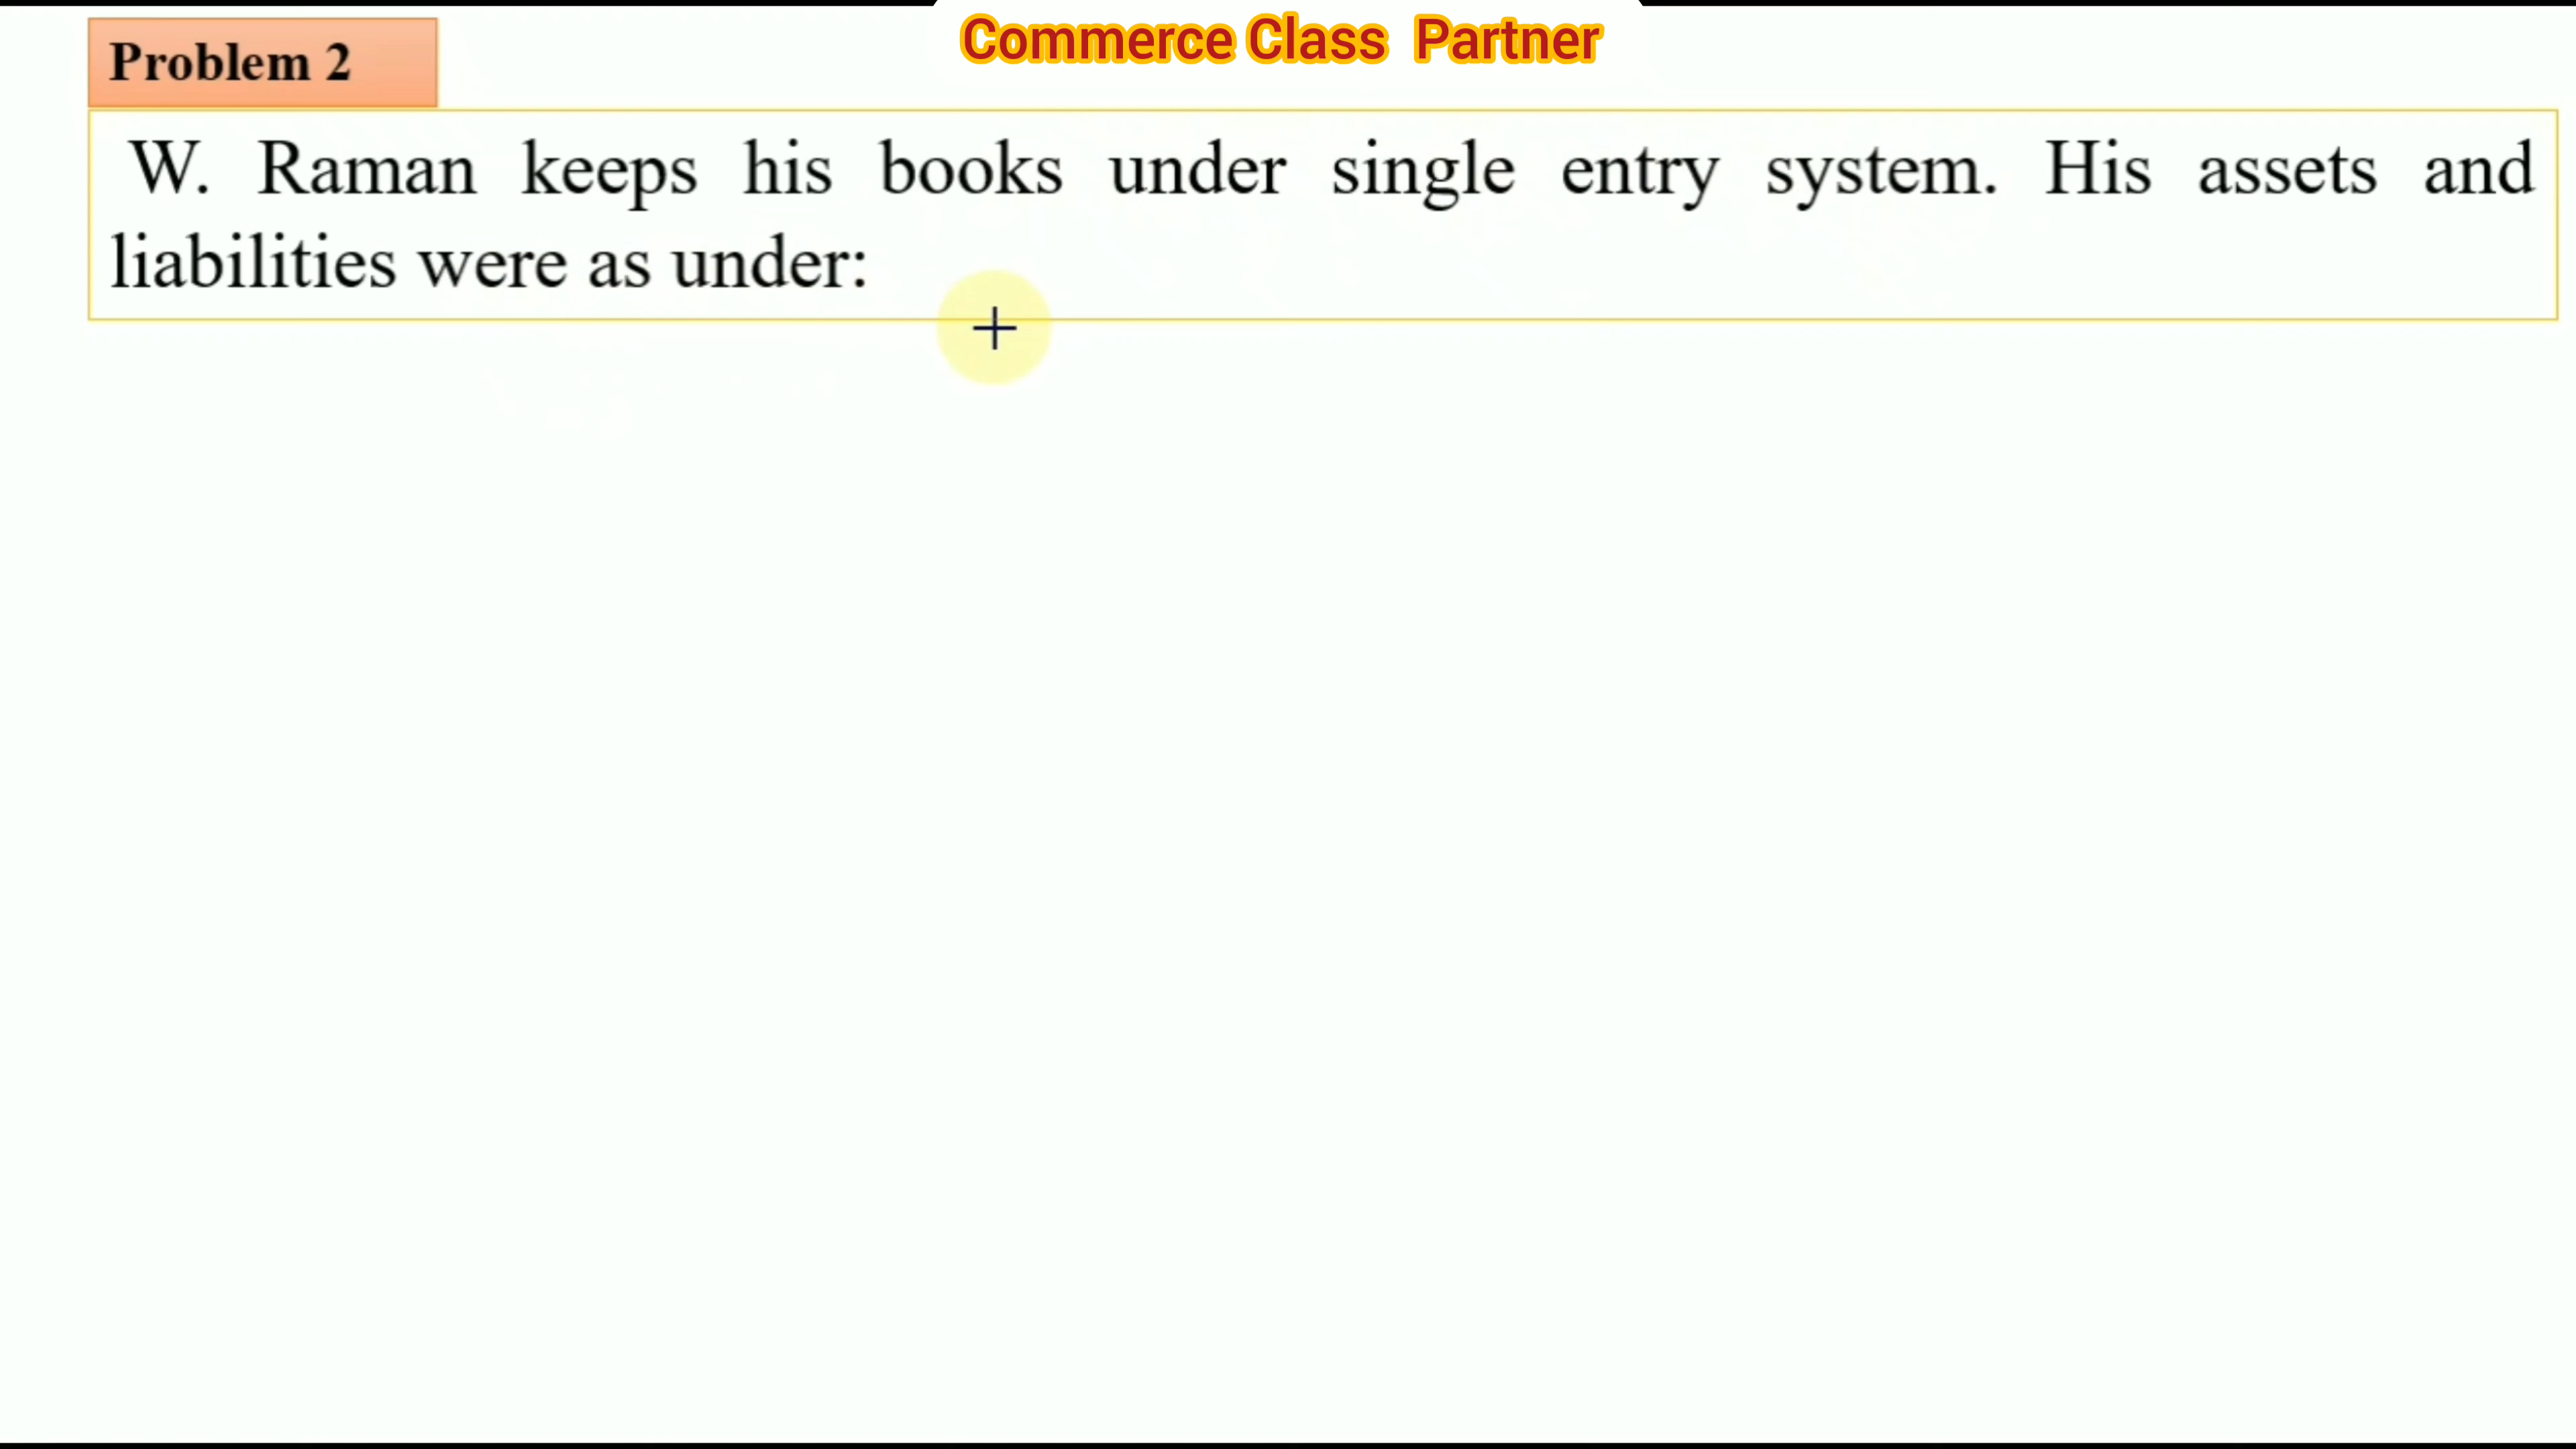 Commerce Class Partner
Problem 2
W. Raman keeps his books under single entry system. His assets and
liabilities were as under: